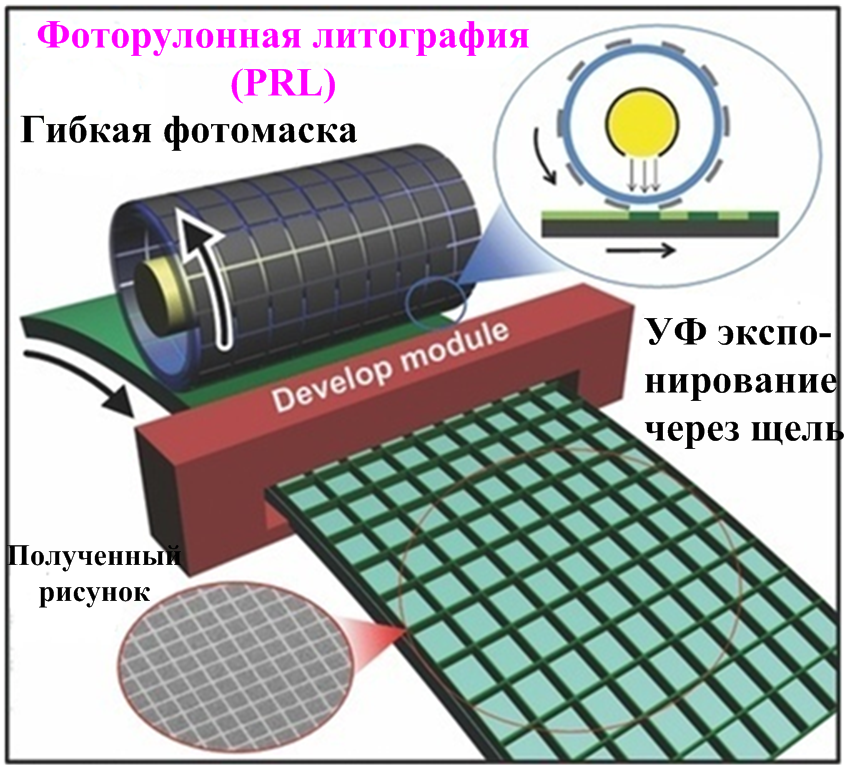 Фоторулонная литография
(PRL)
Гибкая фотомаска
Develop module
УФ экспо-
нирование
через щель
Полученный
рисунок